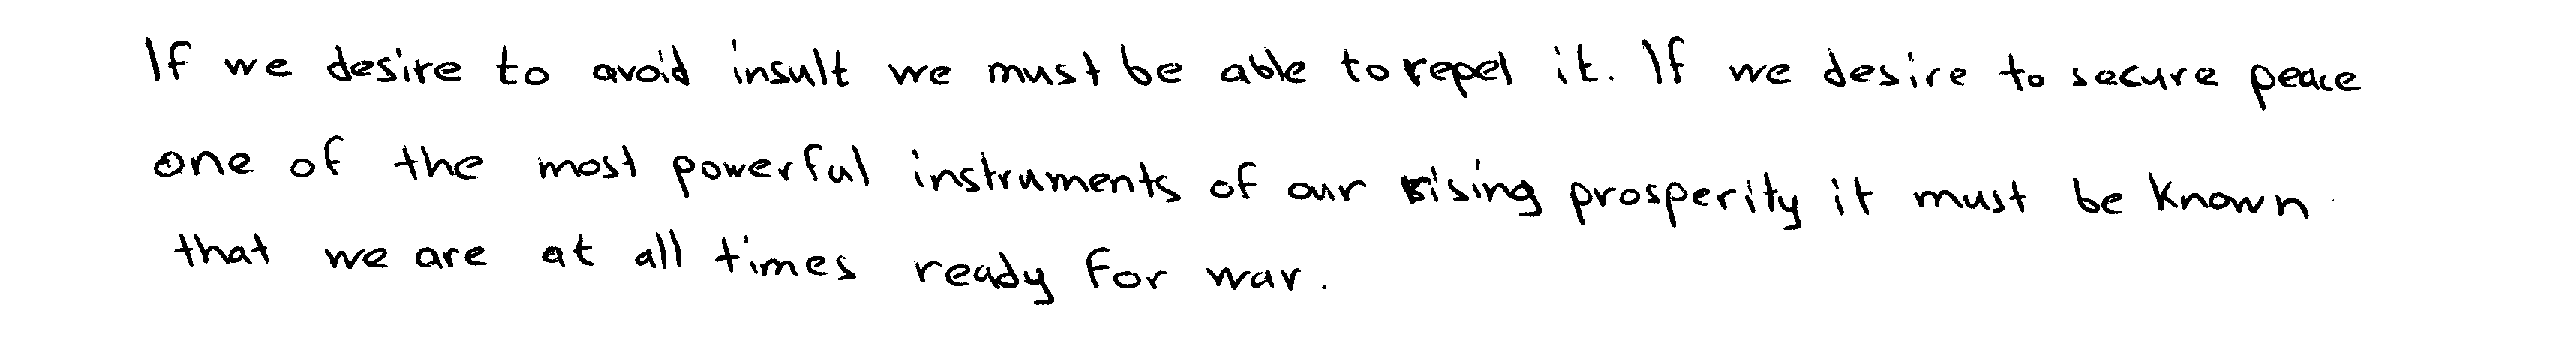 If we desire to avoid insult we must be able to repel it. If we desire to secure peace
one of the most powerful instruments of our rising prosperity it must be known
that we are at all times ready for war.